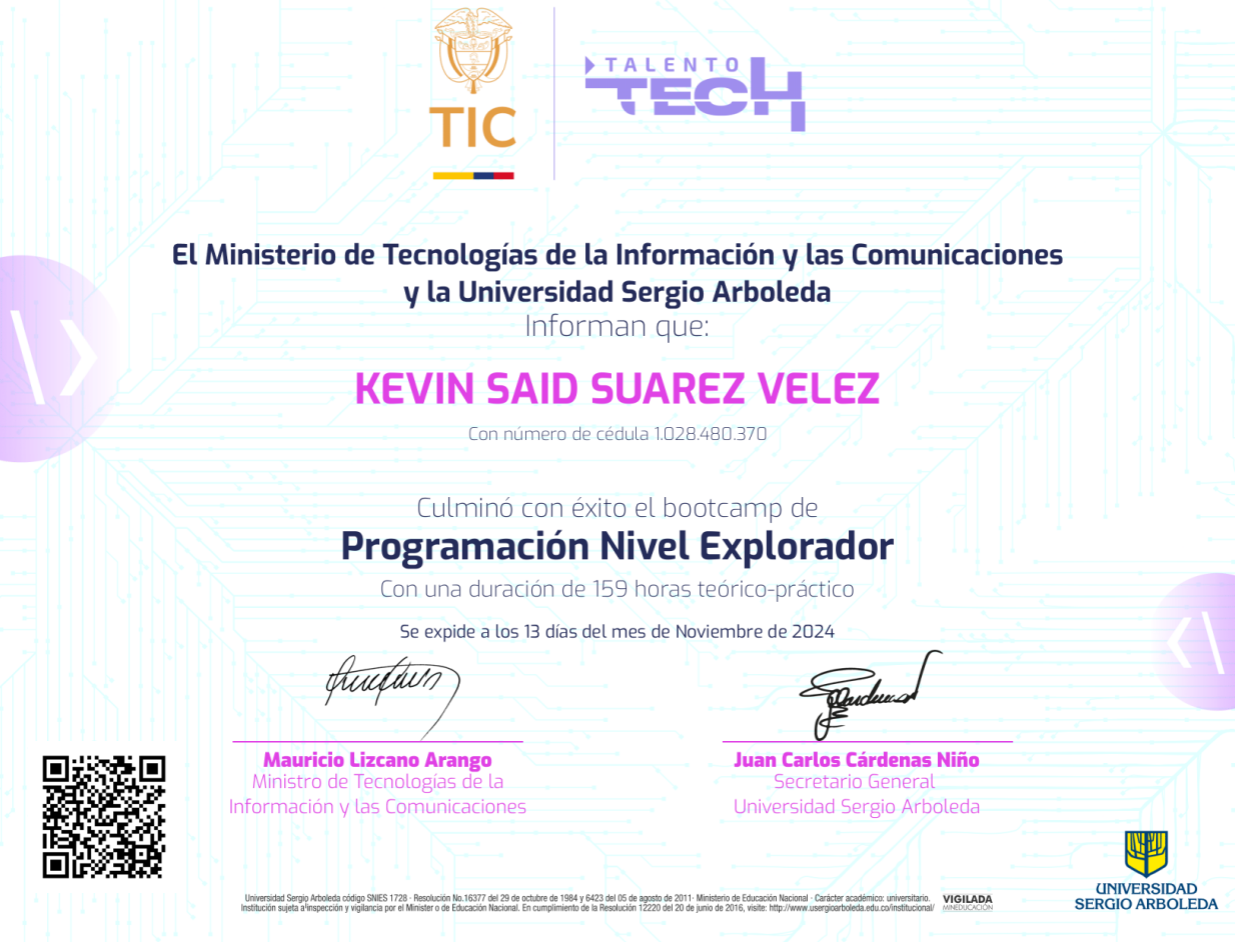 TALENTO
TECH
TIC
El Ministerio de Tecnologías de la Información y las Comunicaciones
y la Universidad Sergio Arboleda
Informan que:
KEVIN SAID SUAREZ VELEZ
Con número de cédula 1.028.480.370
Culminó con éxito el bootcamp de
Programación Nivel Explorador
Con una duración de 159 horas teórico-práctico
Se expide a los 13 días del mes de Noviembre de 2024
Mauricio Lizcano Arango
Ministro de Tecnologías de la
Información y las Comunicaciones
Juan Carlos Cárdenas Niño
Secretario General
Universidad Sergio Arboleda
UNIVERSIDAD
SERGIO ARBOLEDA
Universidad Sergio Arboleda código SNIES 1728 - Resolución No.16377 del 29 de octubre de 1984 y 6423 del 05 de agosto de 2011- Ministerio de Educación Nacional - Carácter académico: universitario.
Institución sujeta a inspección y vigilancia por el Minister o de Educación Nacional. En cumplimiento de la Resolución 12220 del 20 de junio de 2016, visite: http://www.usergioarboleda.edu.co/institucional/
VIGILADA
MINEDUCACIÓN